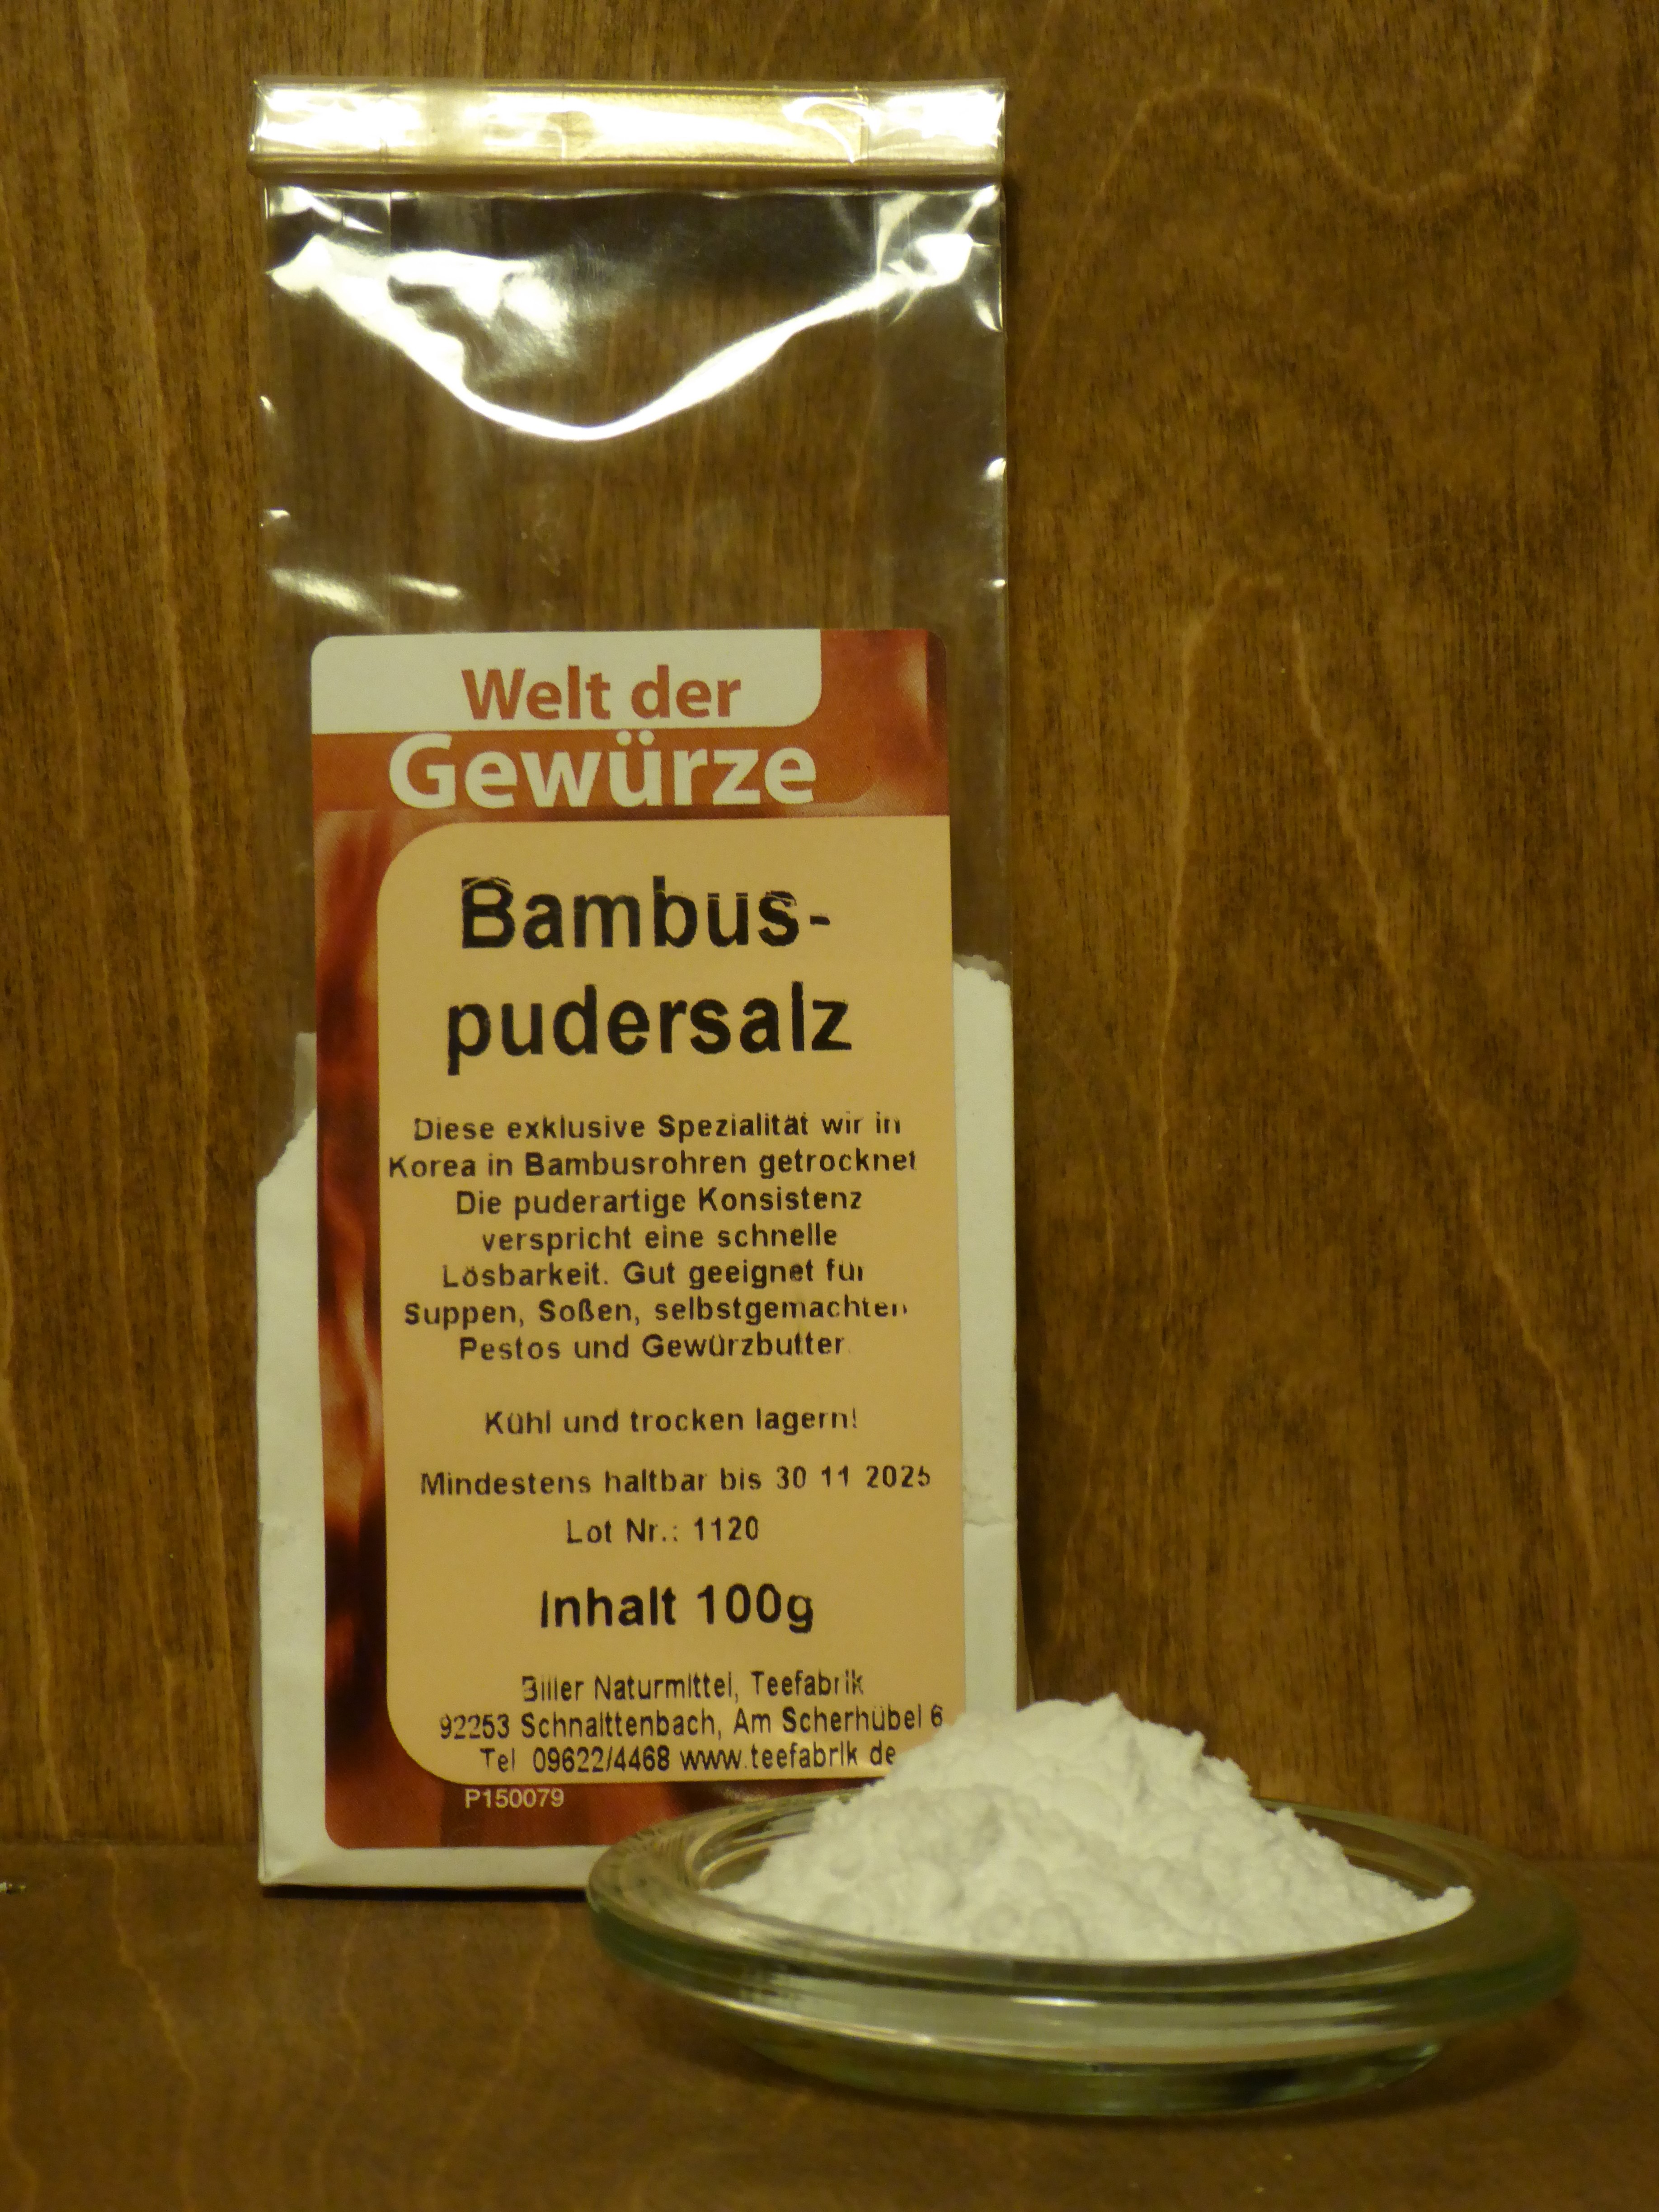 Welt der
Gewürze
Bambus-
pudersalz
Diese exklusive Spezialität wir in
Korea in Bambusrohren getrocknet
Die puderartige Konsistenz
verspricht eine schnelle
Lösbarkeit. Gut geeignet für
Suppen, Soßen, selbstgemachten
Pestos und Gewürzbutter
Kühl und trocken lagern!
Mindestens haltbar bis 30 11 2025
Lot Nr.: 1120
Inhalt 100g
Biller Naturmittel, Teefabrik
92253 Schnaittenbach, Am Scherhübel 6
Tel 09622/4468 www.teefabrik de
P150079